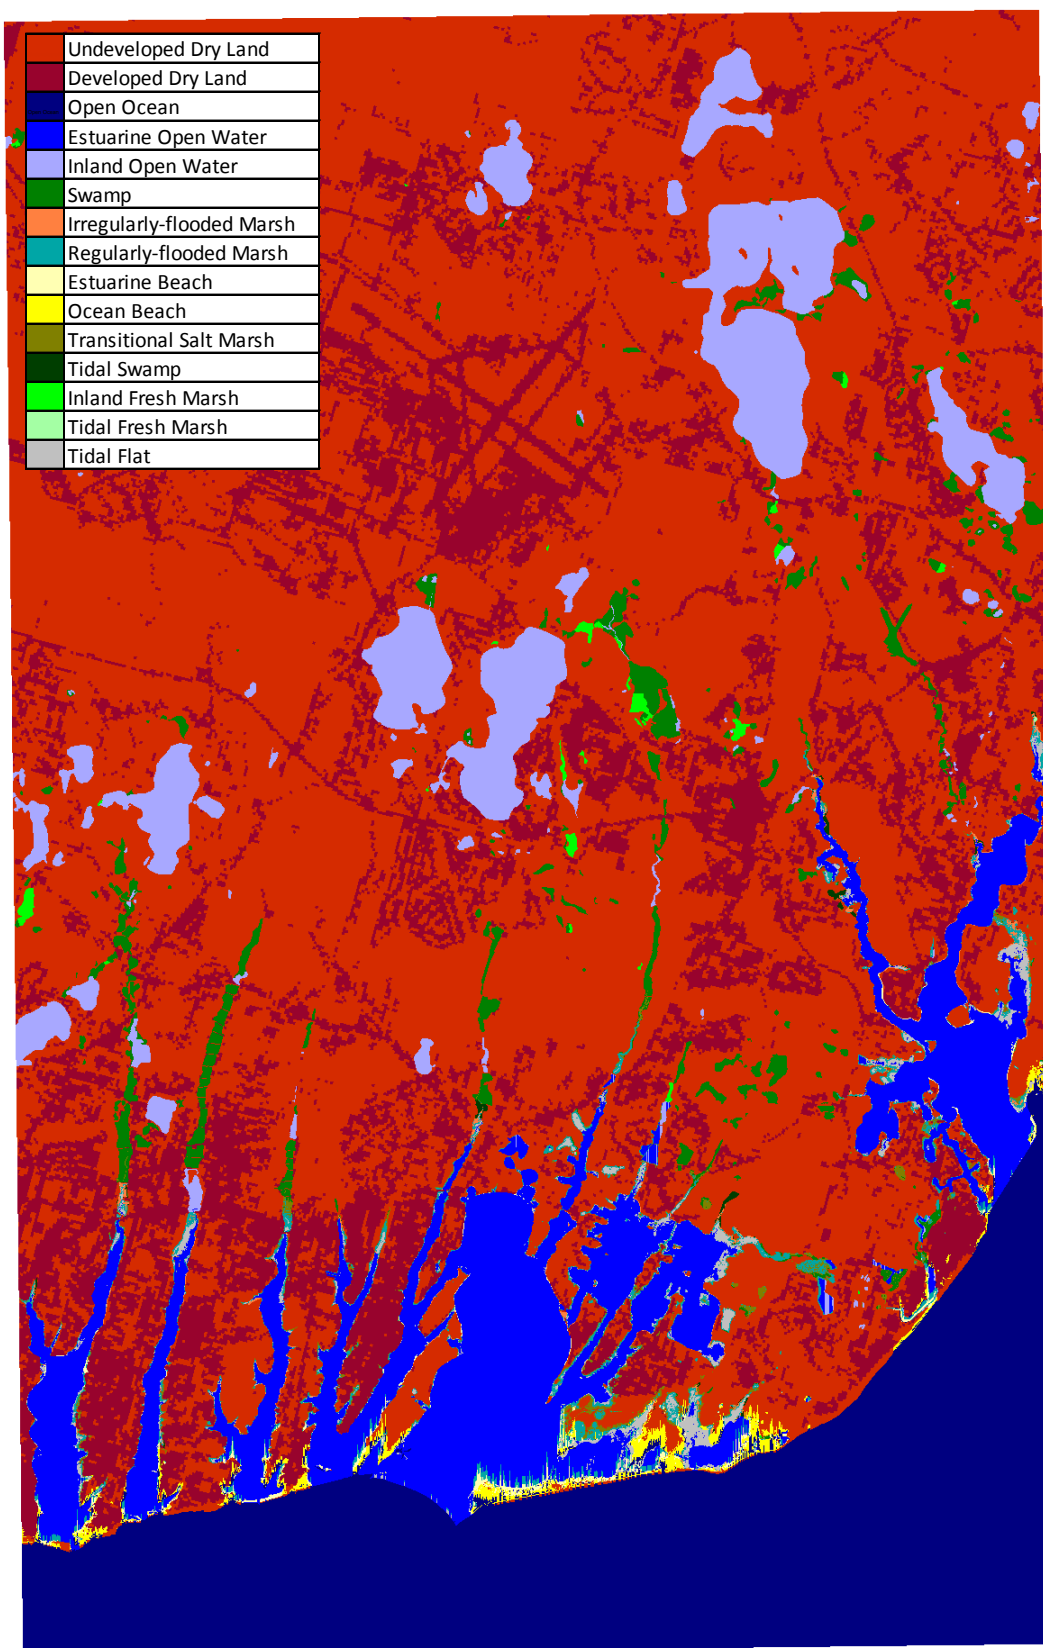 Undeveloped Dry Land
Developed Dry Land
Open Ocean
Estuarine Open Water
Inland Open Water
Swamp
Irregularly-flooded Marsh
Regularly-flooded Marsh
Estuarine Beach
Ocean Beach
Transitional Salt Marsh
Tidal Swamp
Inland Fresh Marsh
Tidal Fresh Marsh
Tidal Flat